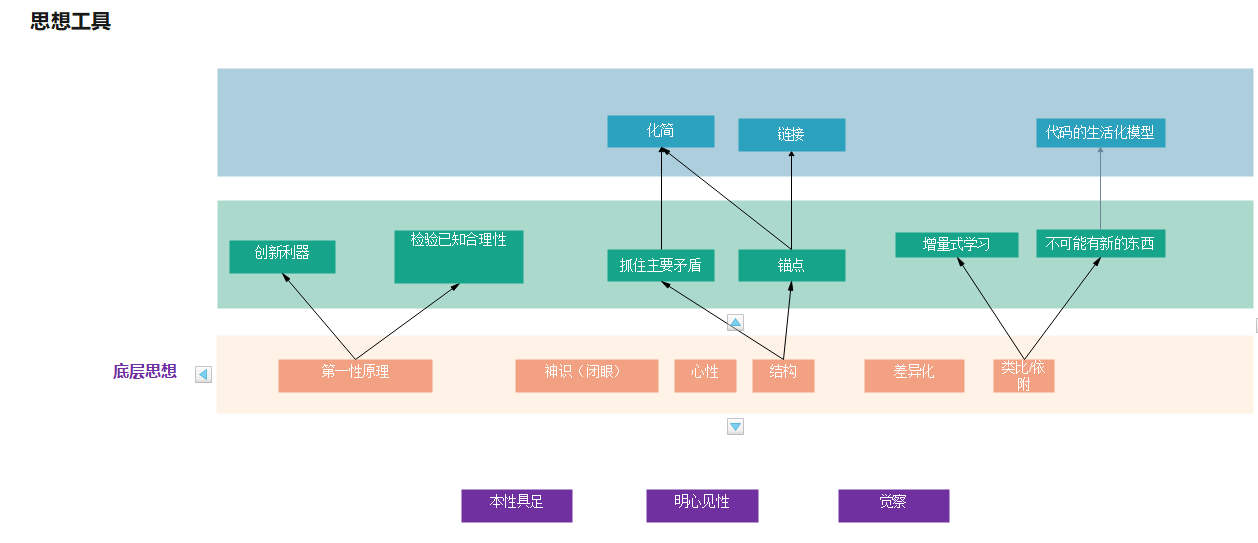 思想工具
化简
链接
代码的生活化模型
创新利器
检验已知合理性
抓住主要矛盾
锚点
增量式学习
不可能有新的东西
底层思想
第一性原理
神识（闭眼）
心性
结构
差异化
类比/依
附
本性具足
明心见性
觉察